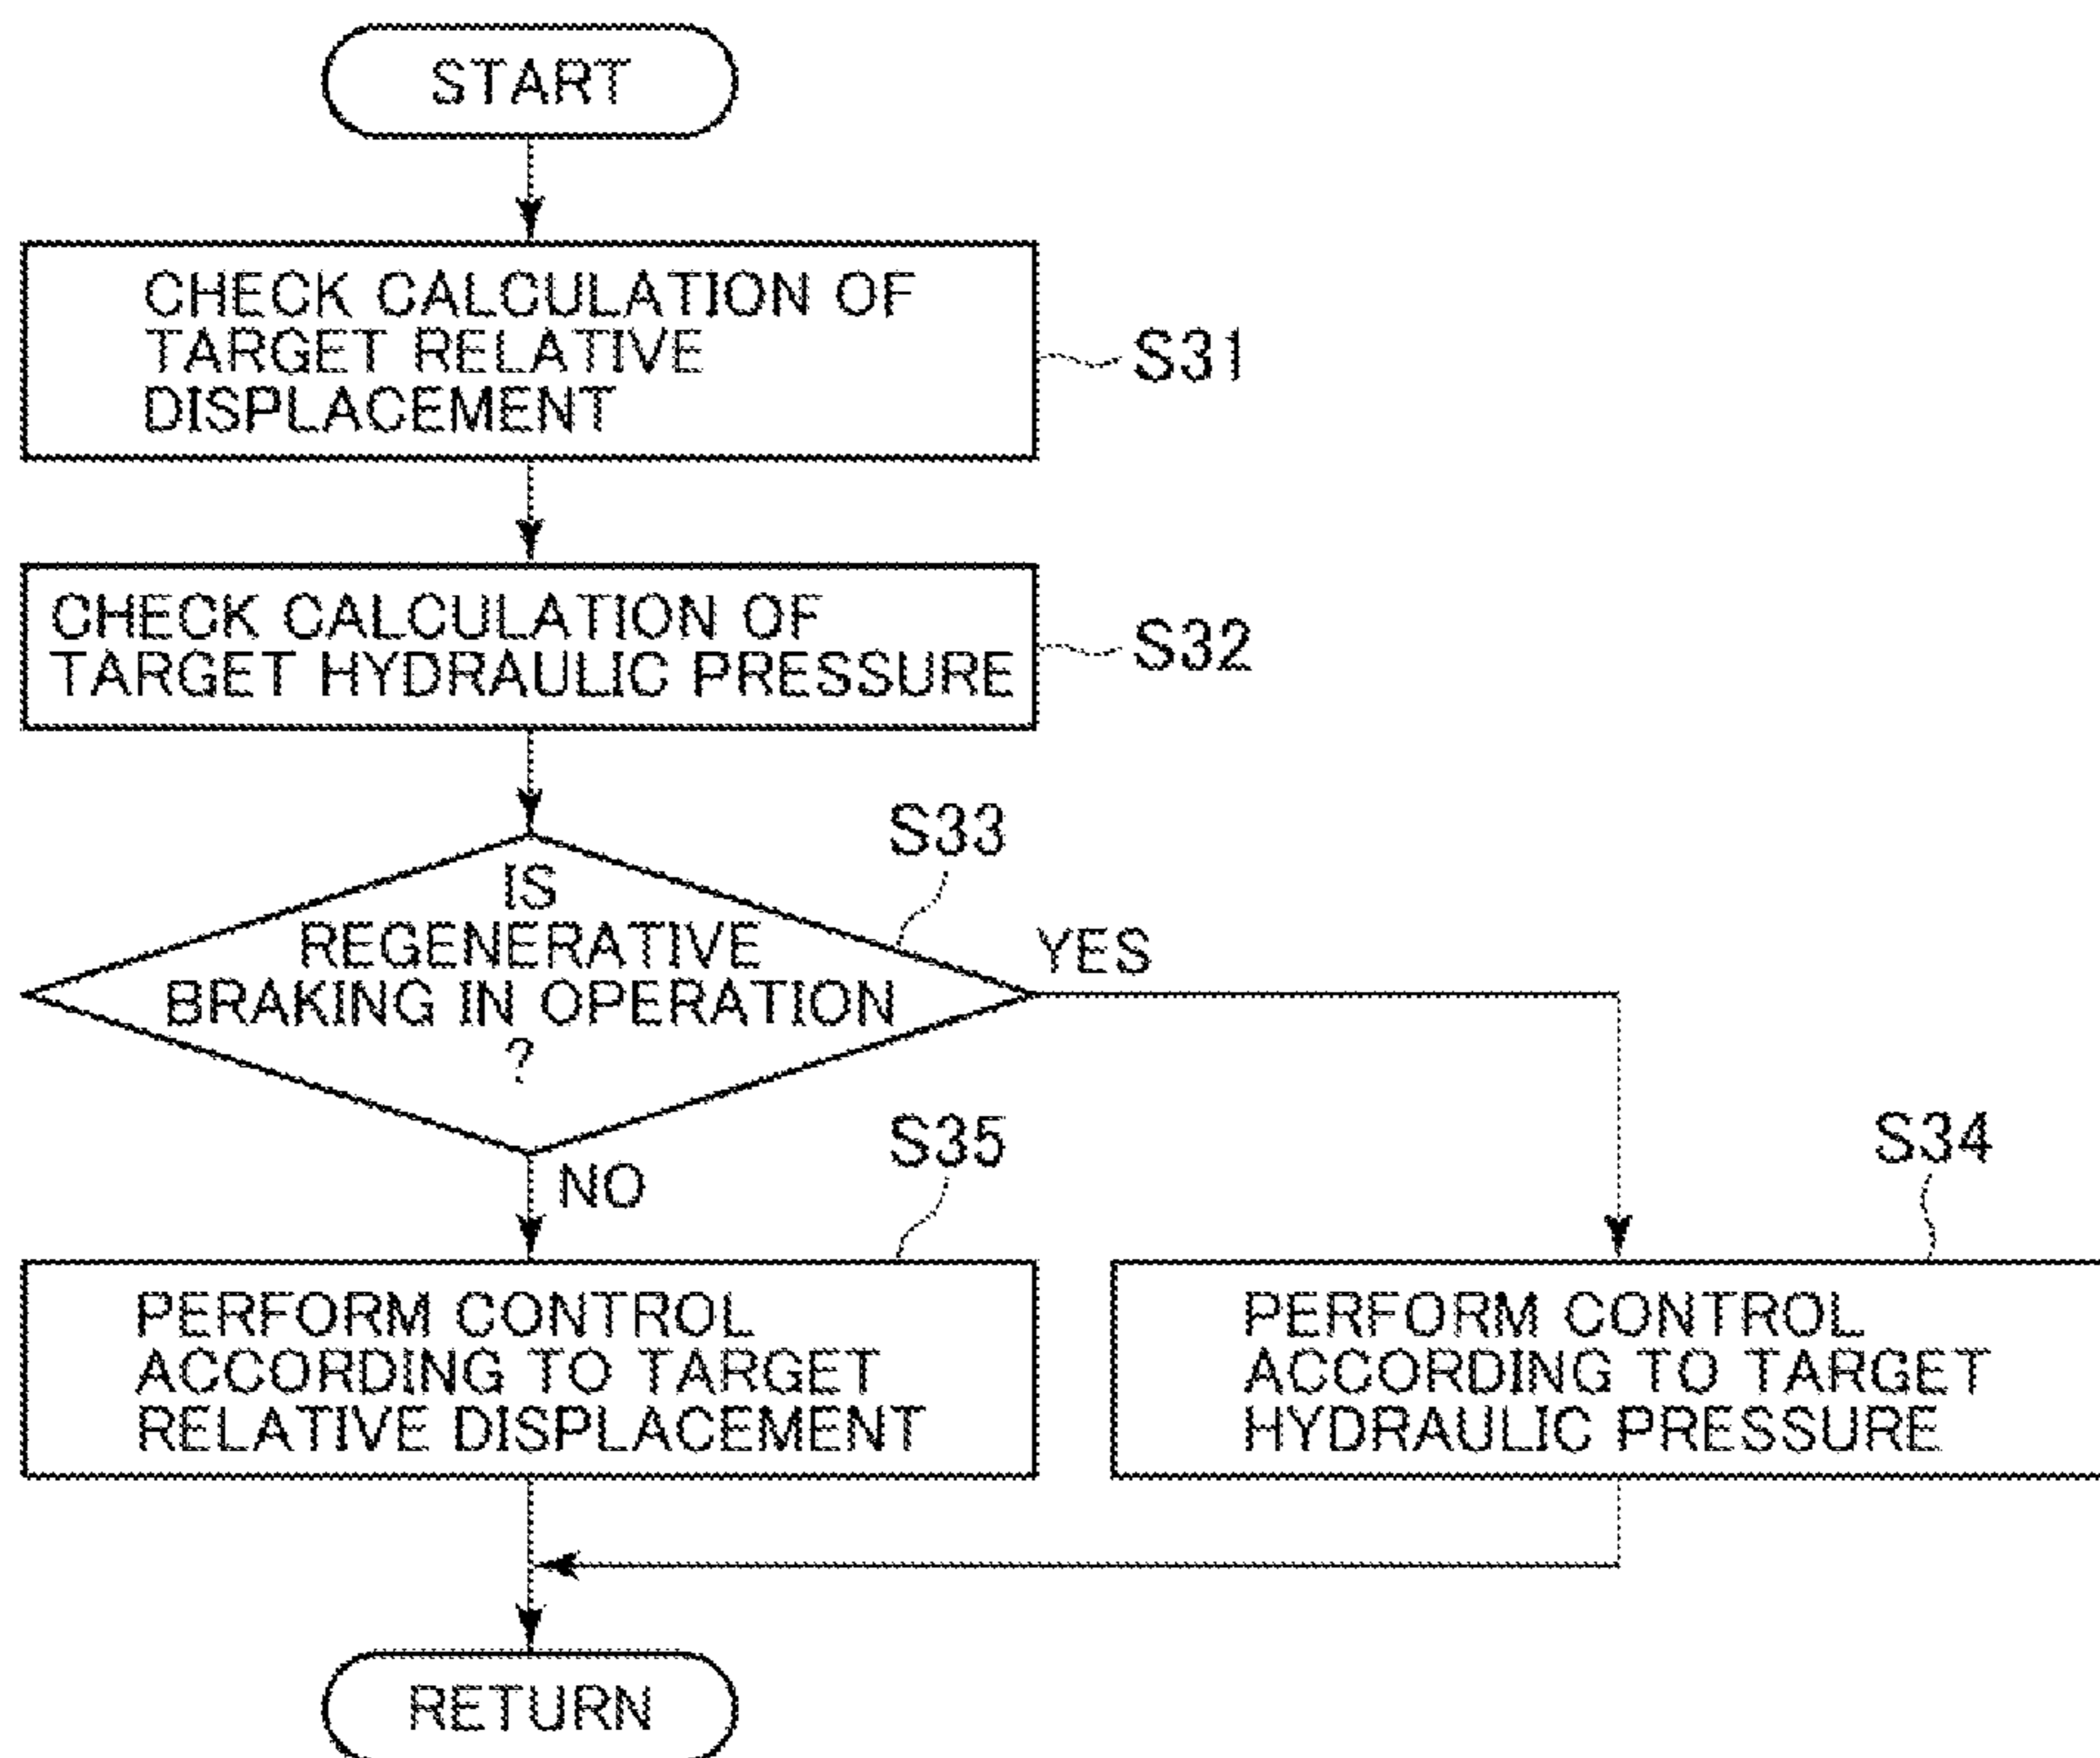 START
CHECK CALCULATION OF
TARGET RELATIVE
DISPLACEMENT
S31
CHECK CALCULATION OF
TARGET HYDRAULIC PRESSURE
S32
S33
IS
REGENERATIVE
BRAKING IN OPERATION
?
YES
NO
S35
PERFORM CONTROL
ACCORDING TO TARGET
RELATIVE DISPLACEMENT
S34
PERFORM CONTROL
ACCORDING TO TARGET
HYDRAULIC PRESSURE
RETURN